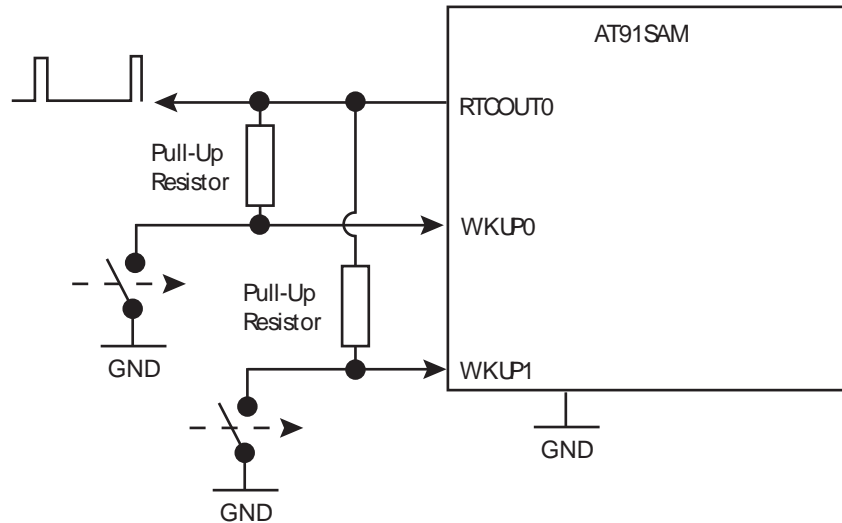 AT91SAM
RTCOUT0
Pull-Up
Resistor
WKUP0
Pull-Up
Resistor
GND
WKUP1
GND
GND